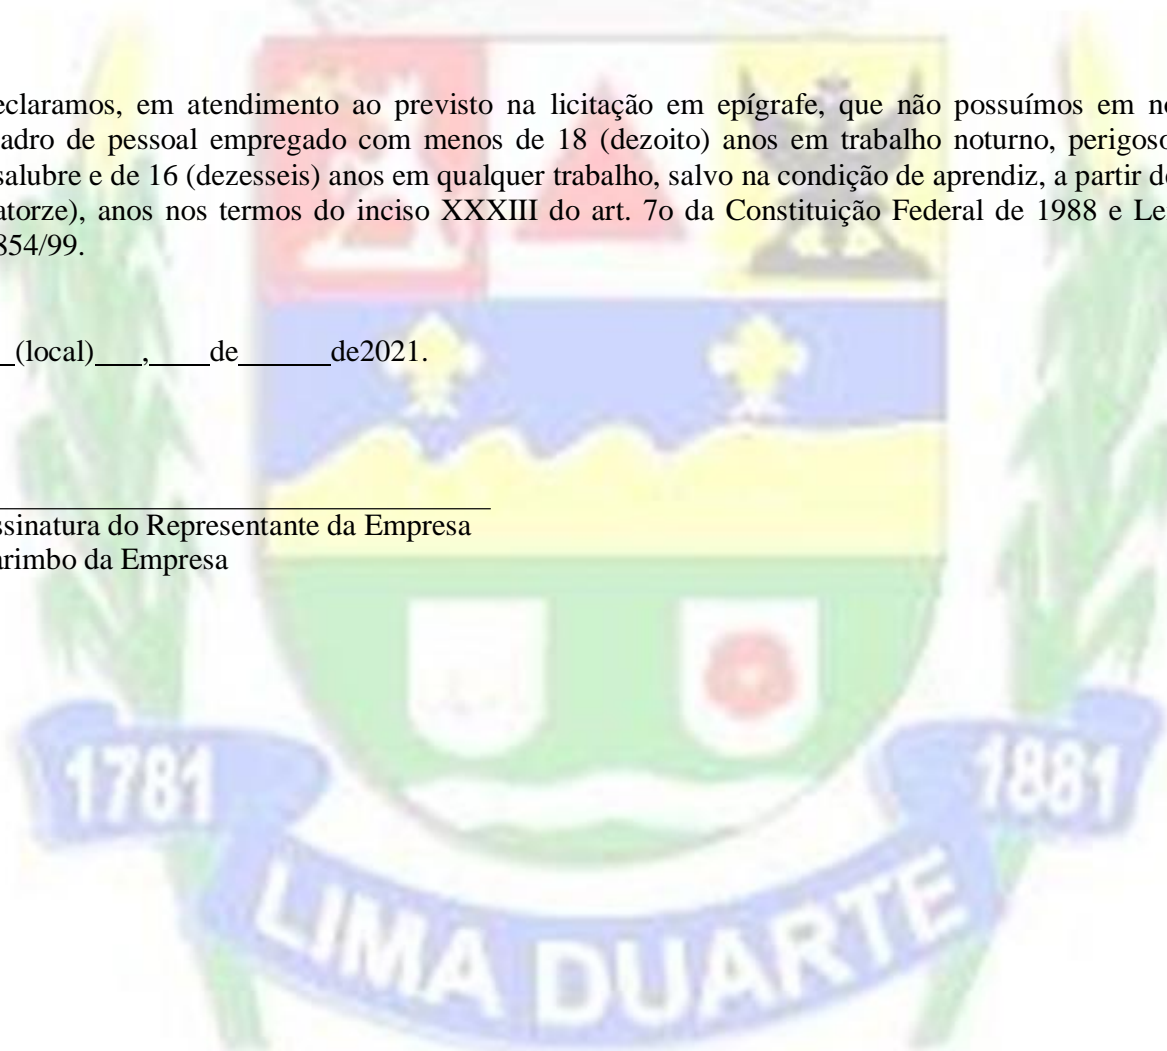 eclaramos, em atendimento ao previsto na licitação em epígrafe, que não possuímos em no
adro de pessoal empregado com menos de 18 (dezoito) anos em trabalho noturno, perigoso
salubre e de 16 (dezesseis) anos em qualquer trabalho, salvo na condição de aprendiz, a partir de
atorze), anos nos termos do inciso XXXIII do art. 7o da Constituição Federal de 1988 e Le
854/99.
_(local)___,____de______de2021.
ssinatura do Representante da Empresa
arimbo da Empresa
1781
1881
LIMA DUARTE